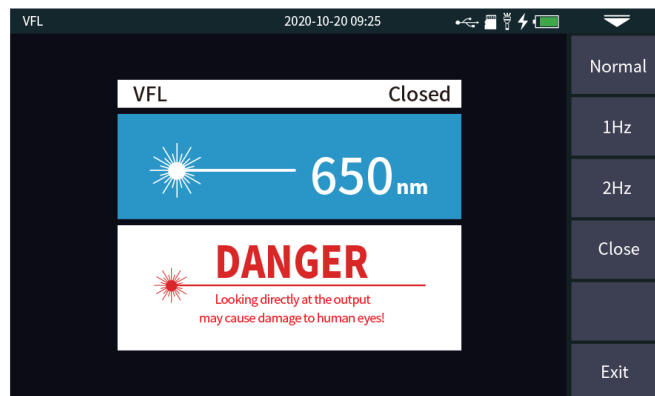 VFL 2020-10-20 09:25
VFL Closed
650nm
DANGER
Looking directly at the output
may cause damage to human eyes!
Normal
1Hz
2Hz
Close
Exit